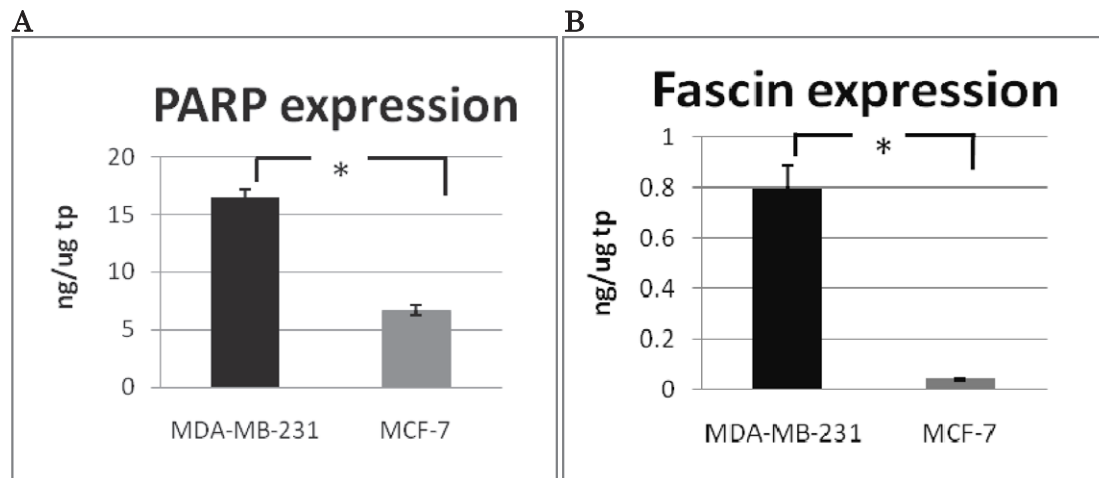 A
PARP expression
20
*
15
10
5
0
ng/ug tp
MDA-MB-231 MCF-7
B
Fascin expression
1
*
0.8
0.6
0.4
0.2
0
ng/ug tp
MDA-MB-231 MCF-7